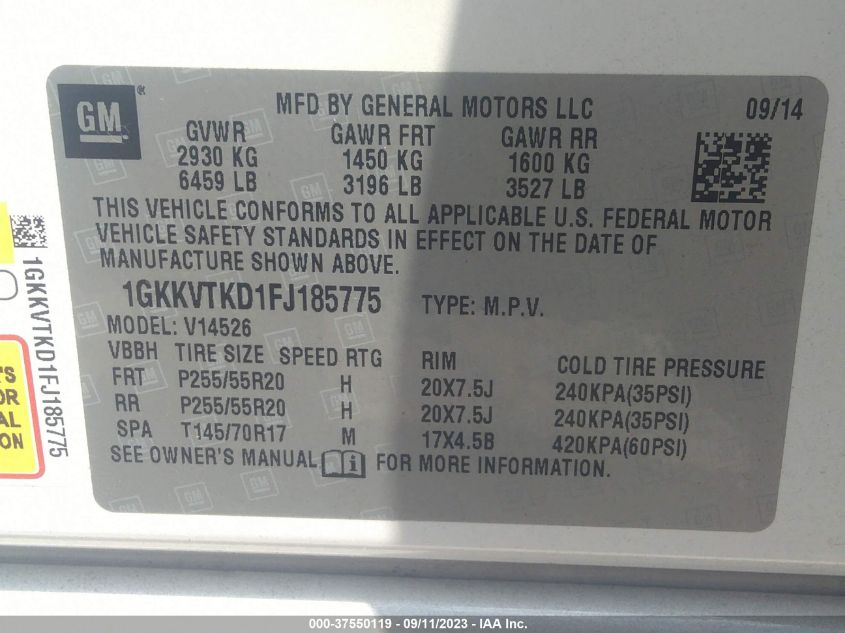 GM
MFD BY GENERAL MOTORS LLC 09/14
GVWR GAWR FRT GAWR RR
2930 KG 1450 KG 1600 KG
6459 LB 3196 LB 3527 LB
THIS VEHICLE CONFORMS TO ALL APPLICABLE U.S. FEDERAL MOTOR
VEHICLE SAFETY STANDARDS IN EFFECT ON THE DATE OF
MANUFACTURE SHOWN ABOVE.
1GKKVTKD1FJ185775 TYPE: M.P.V.
MODEL: V14526
VBBH TIRE SIZE SPEED RTG RIM COLD TIRE PRESSURE
FRT P255/55R20 H 20X7.5J 240KPA(35PSI)
RR P255/55R20 H 20X7.5J 240KPA(35PSI)
SPA T145/70R17 M 17X4.5B 420KPA(60PSI)
SEE OWNER'S MANUAL FOR MORE INFORMATION.
1GKKVTKD1FJ185775
'S
OR
AL
ON
000-37550119 - 09/11/2023 - IAAI Inc.